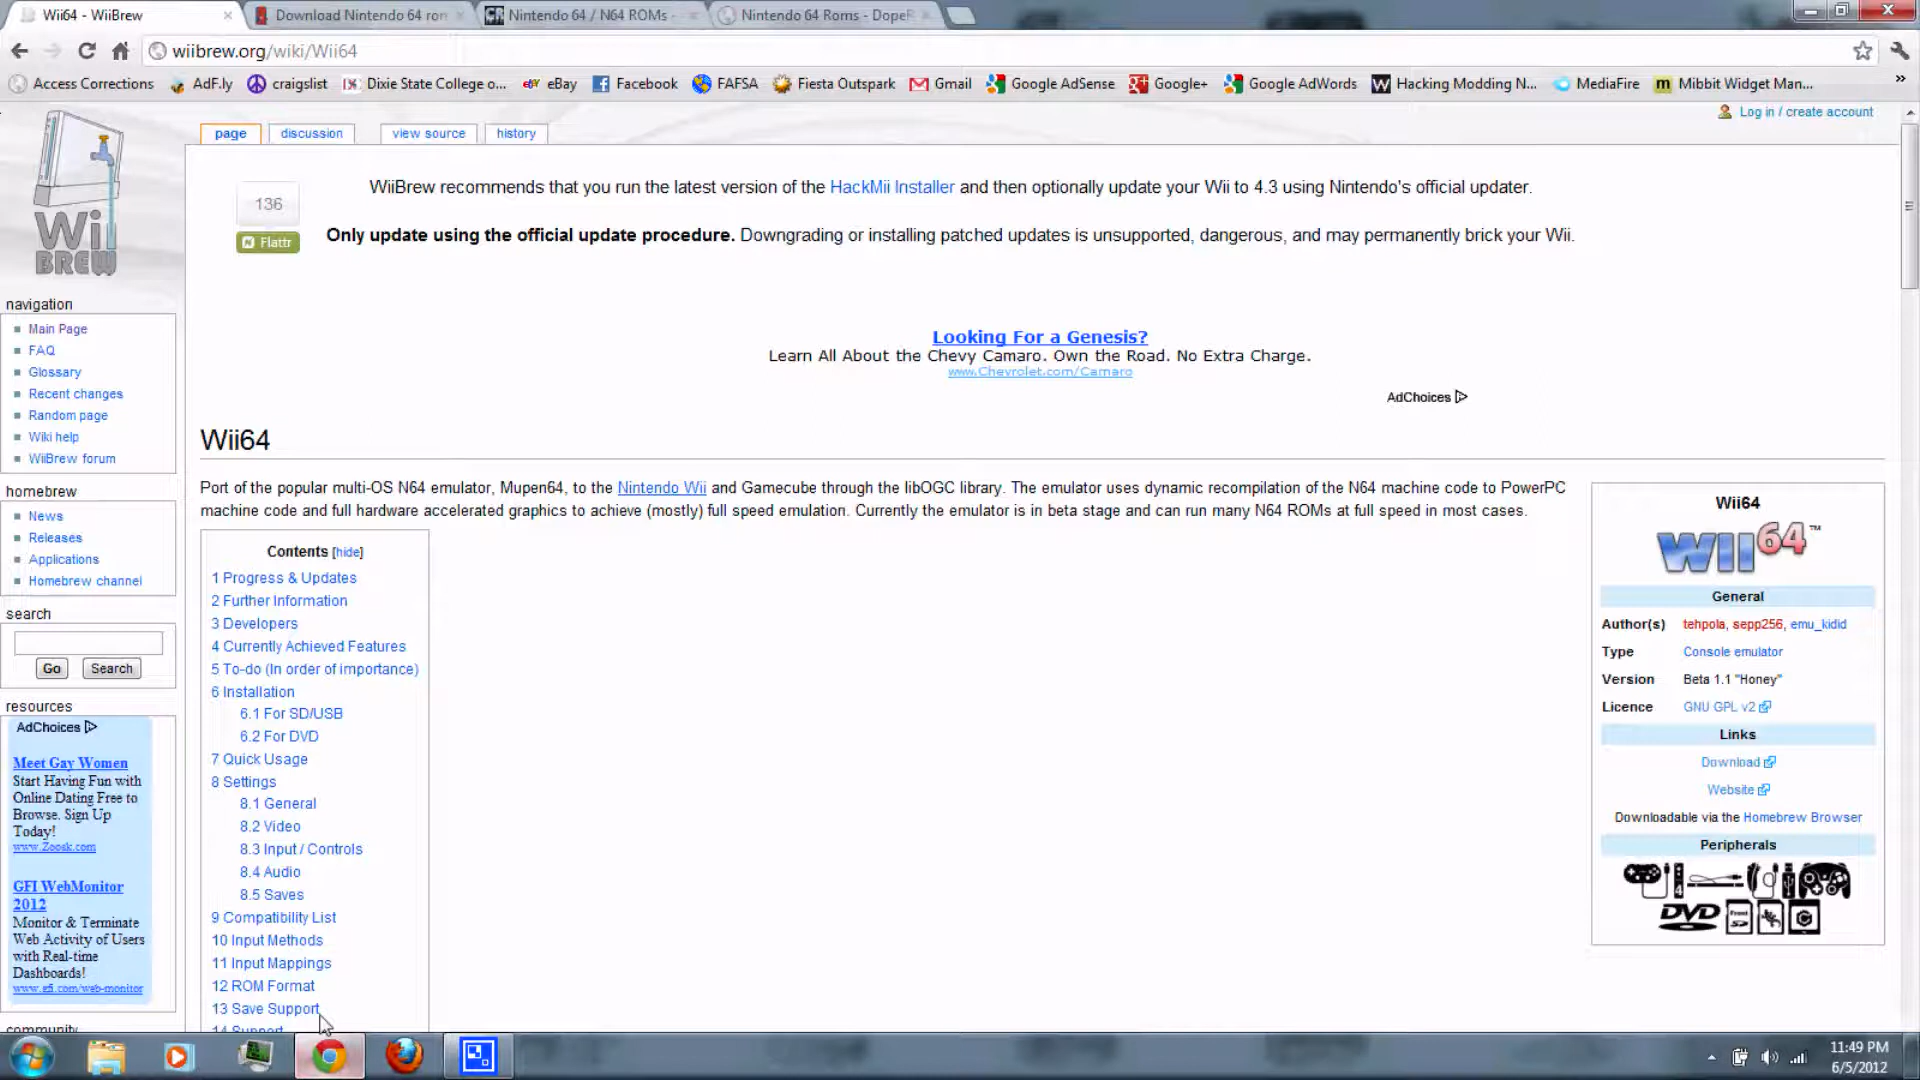 Wii64 - WiiBrew
Download Nintendo 64 rom
Nintendo 64 / N64 ROMs -
Nintendo 64 Roms - DopeR
wiibrew.org/wiki/Wii64
Access Corrections
AdF.ly
craigslist
Dixie State College o...
eBay
Facebook
FAFSA
Fiesta Outspark
Gmail
Google AdSense
Google+
Google AdWords
Hacking Modding N...
MediaFire
Mibbit Widget Man...
»
Log in / create account
page
discussion
view source
history
Wii
BREW
136
Flattr
WiiBrew recommends that you run the latest version of the HackMii Installer and then optionally update your Wii to 4.3 using Nintendo's official updater.
Only update using the official update procedure. Downgrading or installing patched updates is unsupported, dangerous, and may permanently brick your Wii.
Looking For a Genesis?
Learn All About the Chevy Camaro. Own the Road. No Extra Charge.
www.Chevrolet.com/Camaro
AdChoices
navigation
Main Page
FAQ
Glossary
Recent changes
Random page
Wiki help
WiiBrew forum
homebrew
News
Releases
Applications
Homebrew channel
search
Go
Search
resources
AdChoices
Meet Gay Women
Start Having Fun with
Online Dating Free to
Browse. Sign Up
Today!
www.Zoosk.com
GFI WebMonitor
2012
Monitor & Terminate
Web Activity of Users
with Real-time
Dashboards!
www.gfi.com/web-monitor
community
Wii64
Port of the popular multi-OS N64 emulator, Mupen64, to the Nintendo Wii and Gamecube through the libOGC library. The emulator uses dynamic recompilation of the N64 machine code to PowerPC
machine code and full hardware accelerated graphics to achieve (mostly) full speed emulation. Currently the emulator is in beta stage and can run many N64 ROMs at full speed in most cases.
Contents [hide]
1 Progress & Updates
2 Further Information
3 Developers
4 Currently Achieved Features
5 To-do (In order of importance)
6 Installation
6.1 For SD/USB
6.2 For DVD
7 Quick Usage
8 Settings
8.1 General
8.2 Video
8.3 Input / Controls
8.4 Audio
8.5 Saves
9 Compatibility List
10 Input Methods
11 Input Mappings
12 ROM Format
13 Save Support
14 Support
Wii64
Wii64™
General
Author(s) tehpola, sepp256, emu_kidid
Type Console emulator
Version Beta 1.1 "Honey"
Licence GNU GPL v2
Links
Download
Website
Downloadable via the Homebrew Browser
Peripherals
DVD
11:49 PM
6/5/2012